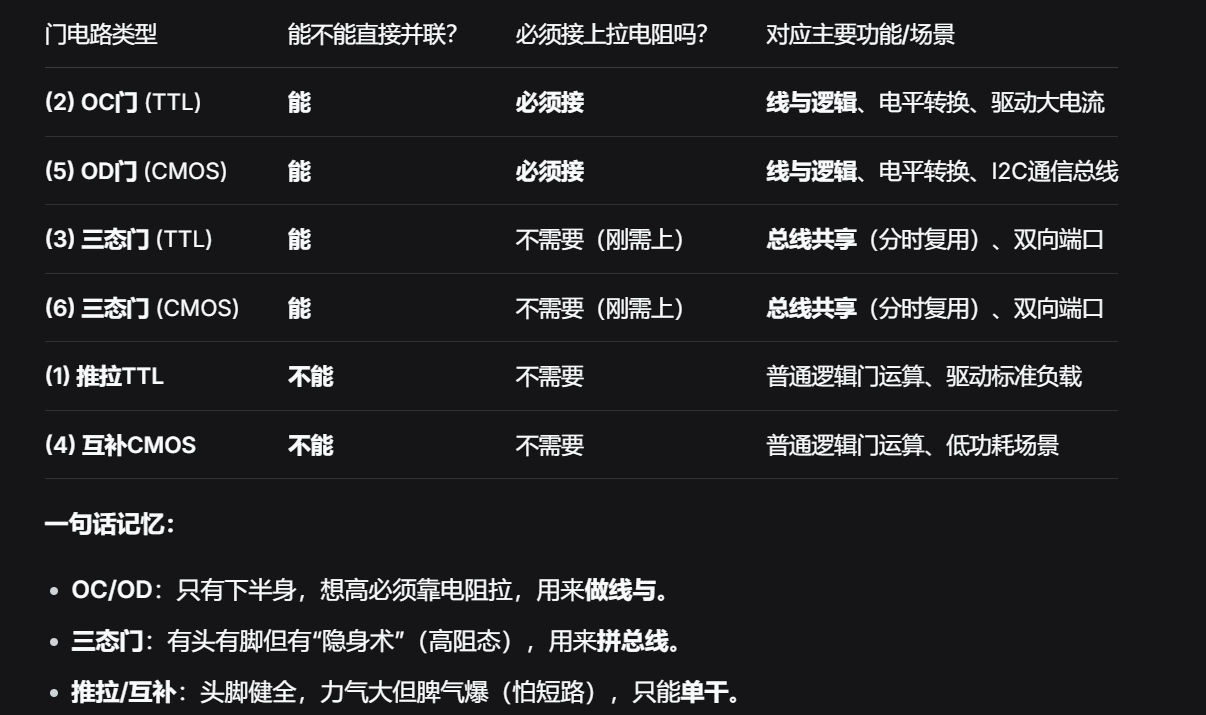 门电路类型 能不能直接并联? 必须接上拉电阻吗? 对应主要功能/场景
(2) OC门 (TTL) 能 必须接 线与逻辑、电平转换、驱动大电流
(5) OD门 (CMOS) 能 必须接 线与逻辑、电平转换、I2C通信总线
(3) 三态门 (TTL) 能 不需要（刚需上） 总线共享（分时复用）、双向端口
(6) 三态门 (CMOS) 能 不需要（刚需上） 总线共享（分时复用）、双向端口
(1) 推拉TTL 不能 不需要 普通逻辑门运算、驱动标准负载
(4) 互补CMOS 不能 不需要 普通逻辑门运算、低功耗场景
一句话记忆：
• OC/OD：只有下半身，想高必须靠电阻拉，用来做线与。
• 三态门：有头有脚但有“隐身术”（高阻态），用来拼总线。
• 推拉/互补：头脚健全，力气大但脾气爆（怕短路），只能单干。